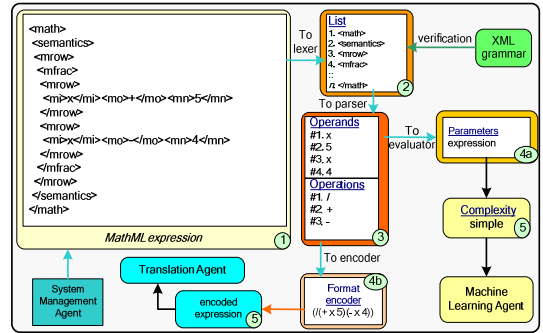 <math>
<semantics>
<mrow>
<mfrac>
<mrow>
<mi>x</mi><mo>+</mo><mn>5</mn>
</mrow>
<mrow>
<mi>x</mi><mo>-</mo><mn>4</mn>
</mrow>
</mfrac>
</mrow>
</semantics>
</math>
MathML expression
1
To
lexer
List
1. <math>
2. <semantics>
3. <mrow>
4. <mfrac>
::
n. </math>
2
verification
XML
grammar
To parser
Operands
#1. x
#2. 5
#3. x
#4. 4
Operations
#1. /
#2. +
#3. -
3
To
evaluator
Parameters
expression
4a
Complexity
simple
5
Machine
Learning Agent
To encoder
4b
Format
encoder
(/(+ x 5)(- x 4))
encoded
expression
5
Translation Agent
System
Management
Agent